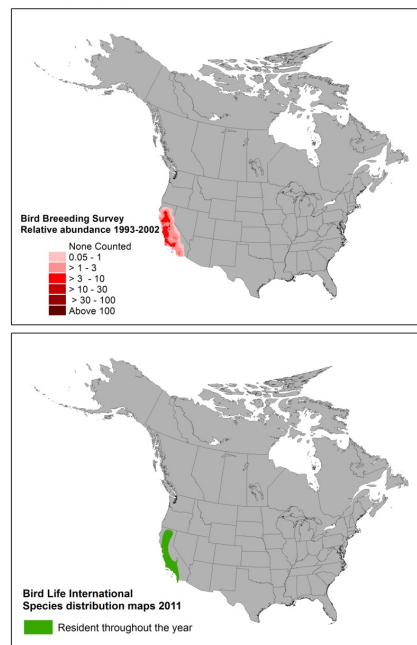 Bird Breeding Survey
Relative abundance 1993-2002
None Counted
0.05 - 1
> 1 - 3
> 3 - 10
> 10 - 30
> 30 - 100
Above 100
Bird Life International
Species distribution maps 2011
Resident throughout the year